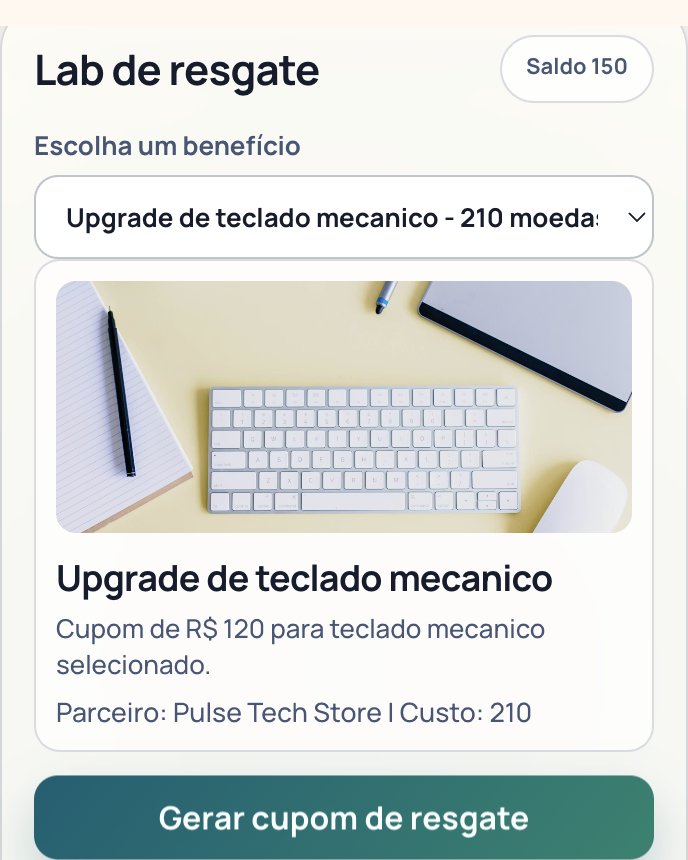 Lab de resgate
Saldo 150
Escolha um benefício
Upgrade de teclado mecanico - 210 moedas
Upgrade de teclado mecanico
Cupom de R$ 120 para teclado mecanico
selecionado.
Parceiro: Pulse Tech Store | Custo: 210
Gerar cupom de resgate